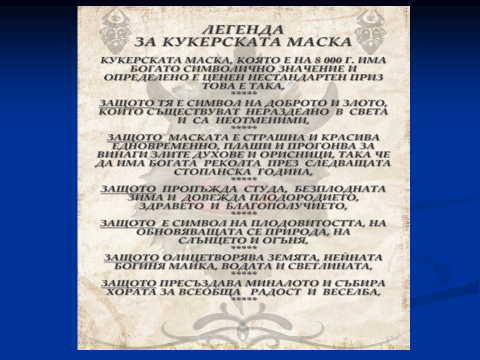 ЛЕГЕНДА
ЗА КУКЕРСКАТА МАСКА
КУКЕРСКАТА МАСКА, КОЯТО Е НА 8 000 Г. ИМА
БОГАТО СИМВОЛИЧНО ЗНАЧЕНИЕ И
ОПРЕДЕЛЕНО Е ЦЕНЕН НЕСТАНДАРТЕН ПРИЗ
ТОВА Е ТАКА,
*****
ЗАЩОТО ТЯ Е СИМВОЛ НА ДОБРОТО И ЗЛОТО,
КОИТО СЪЩЕСТВУВАТ НЕРАЗДЕЛНО В СВЕТА
И СА НЕОТМЕНИМИ,
*****
ЗАЩОТО МАСКАТА Е СТРАШНА И КРАСИВА
ЕДНОВРЕМЕННО, ПЛАШИ И ПРОГОНВА ЗА
ВИНАГИ ЗЛИТЕ ДУХОВЕ И ОРИСНИЦИ, ТАКА ЧЕ
ДА ИМА БОГАТА РЕКОЛТА ПРЕЗ СЛЕДВАЩАТА
СТОПАНСКА ГОДИНА,
*****
ЗАЩОТО ПРОПЪЖДА СТУДА, БЕЗПЛОДНАТА
ЗИМА И ДОВЕЖДА ПЛОДОРОДИЕТО,
ЗДРАВЕТО И БЛАГОПОЛУЧИЕТО,
*****
ЗАЩОТО Е СИМВОЛ НА ПЛОДОВИТОСТТА, НА
ОБНОВЯВАЩАТА СЕ ПРИРОДА, НА
СЛЪНЦЕТО И ОГЪНЯ,
*****
ЗАЩОТО ОЛИЦЕТВОРЯВА ЗЕМЯТА, НЕЙНАТА
БОГИНЯ МАЙКА, ВОДАТА И СВЕТЛИНАТА,
*****
ЗАЩОТО ПРЕСЪЗДАВА МИНАЛОТО И СЪБИРА
ХОРАТА ЗА ВСЕОБЩА РАДОСТ И ВЕСЕЛБА,
*****